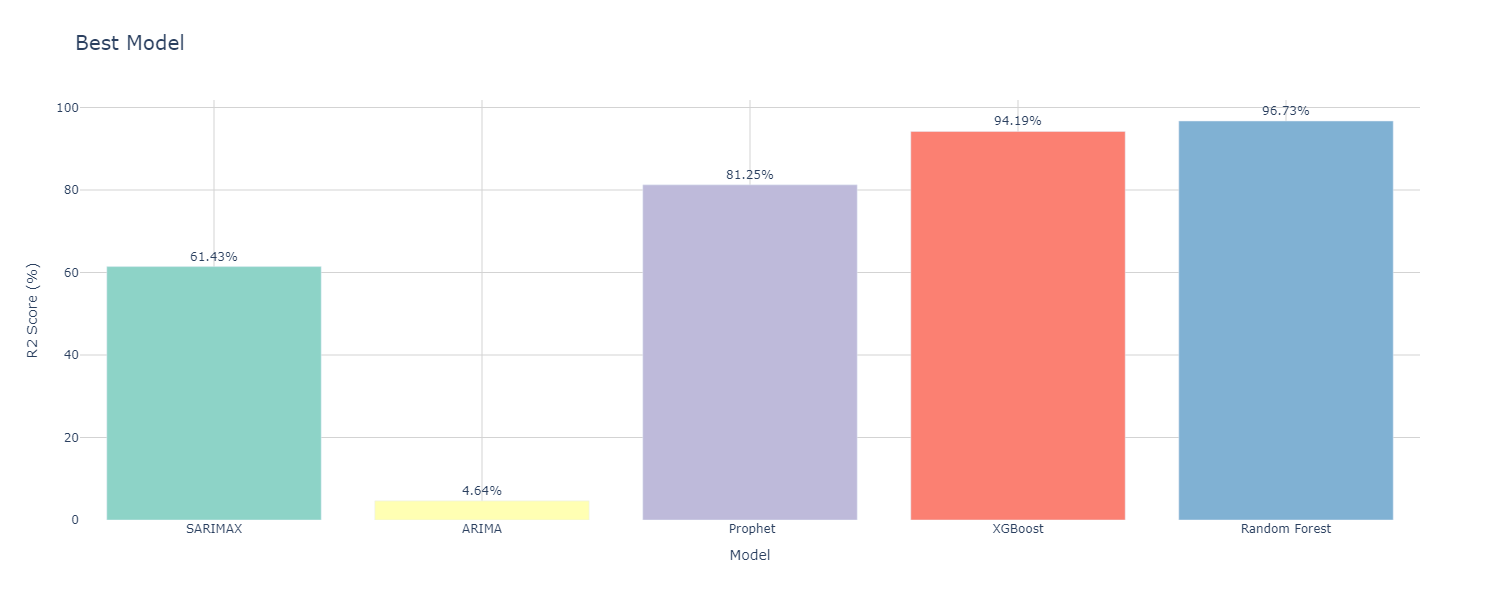 Best Model
R2 Score (%)
100
80
60
40
20
0
61.43%
4.64%
81.25%
94.19%
96.73%
SARIMAX
ARIMA
Prophet
XGBoost
Random Forest
Model